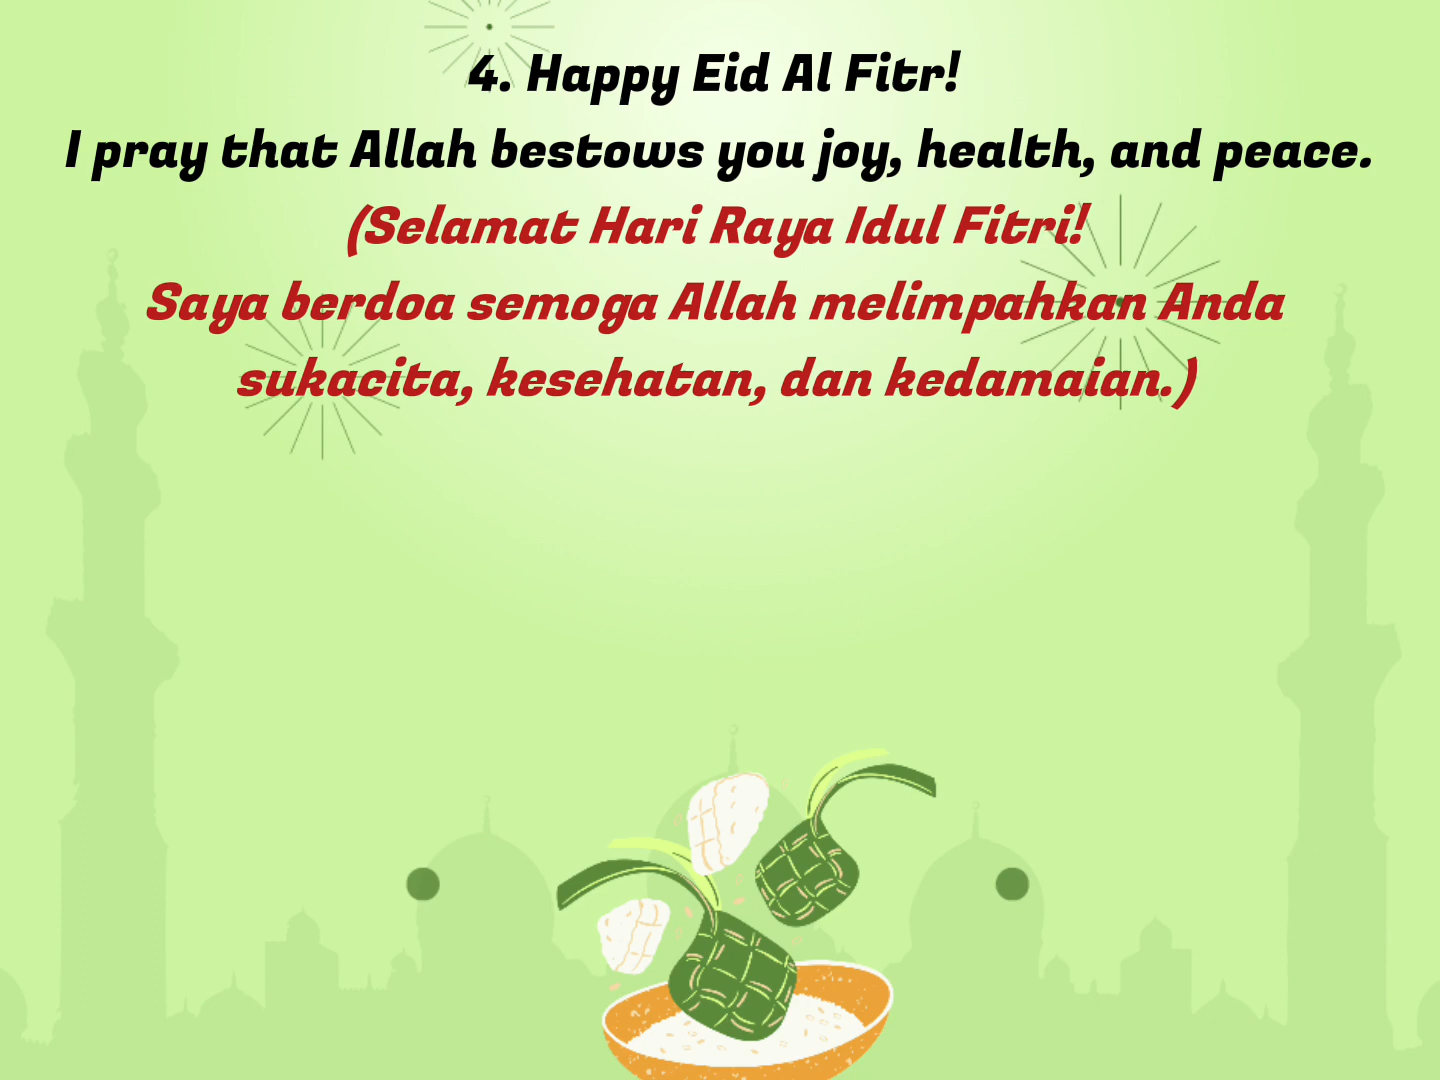 4. Happy Eid Al Fitr!
I pray that Allah bestows you joy, health, and peace.
(Selamat Hari Raya Idul Fitri!
Saya berdoa semoga Allah melimpahkan Anda
sukacita, kesehatan, dan kedamaian.)